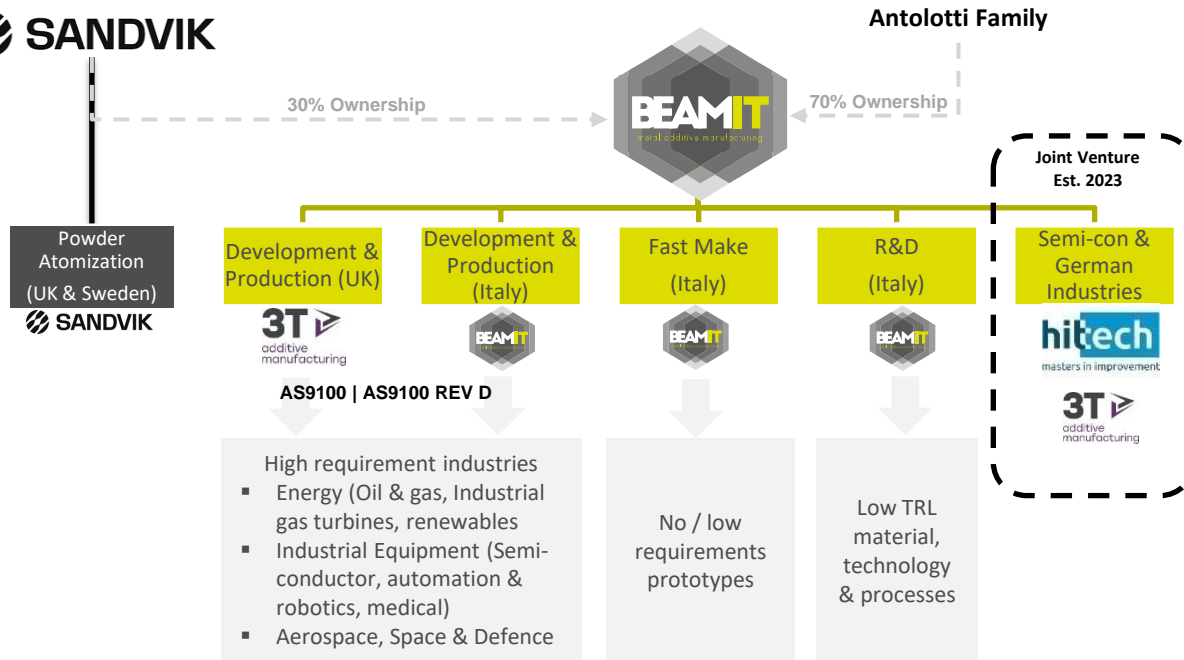 SANDVIK
Antolotti Family
30% Ownership
BEAMIT
metal additive manufacturing
70% Ownership
Joint Venture
Est. 2023
Powder
Atomization
(UK & Sweden)
SANDVIK
Development &
Production (UK)
3T
additive
manufacturing
Development &
Production
(Italy)
BEAMIT
AS9100 | AS9100 REV D
Fast Make
(Italy)
BEAMIT
R&D
(Italy)
BEAMIT
Semi-con &
German
Industries
hittech
masters in improvement
3T
additive
manufacturing
High requirement industries
▪ Energy (Oil & gas, Industrial
gas turbines, renewables
▪ Industrial Equipment (Semi-
conductor, automation &
robotics, medical)
▪ Aerospace, Space & Defence
No / low
requirements
prototypes
Low TRL
material,
technology
& processes